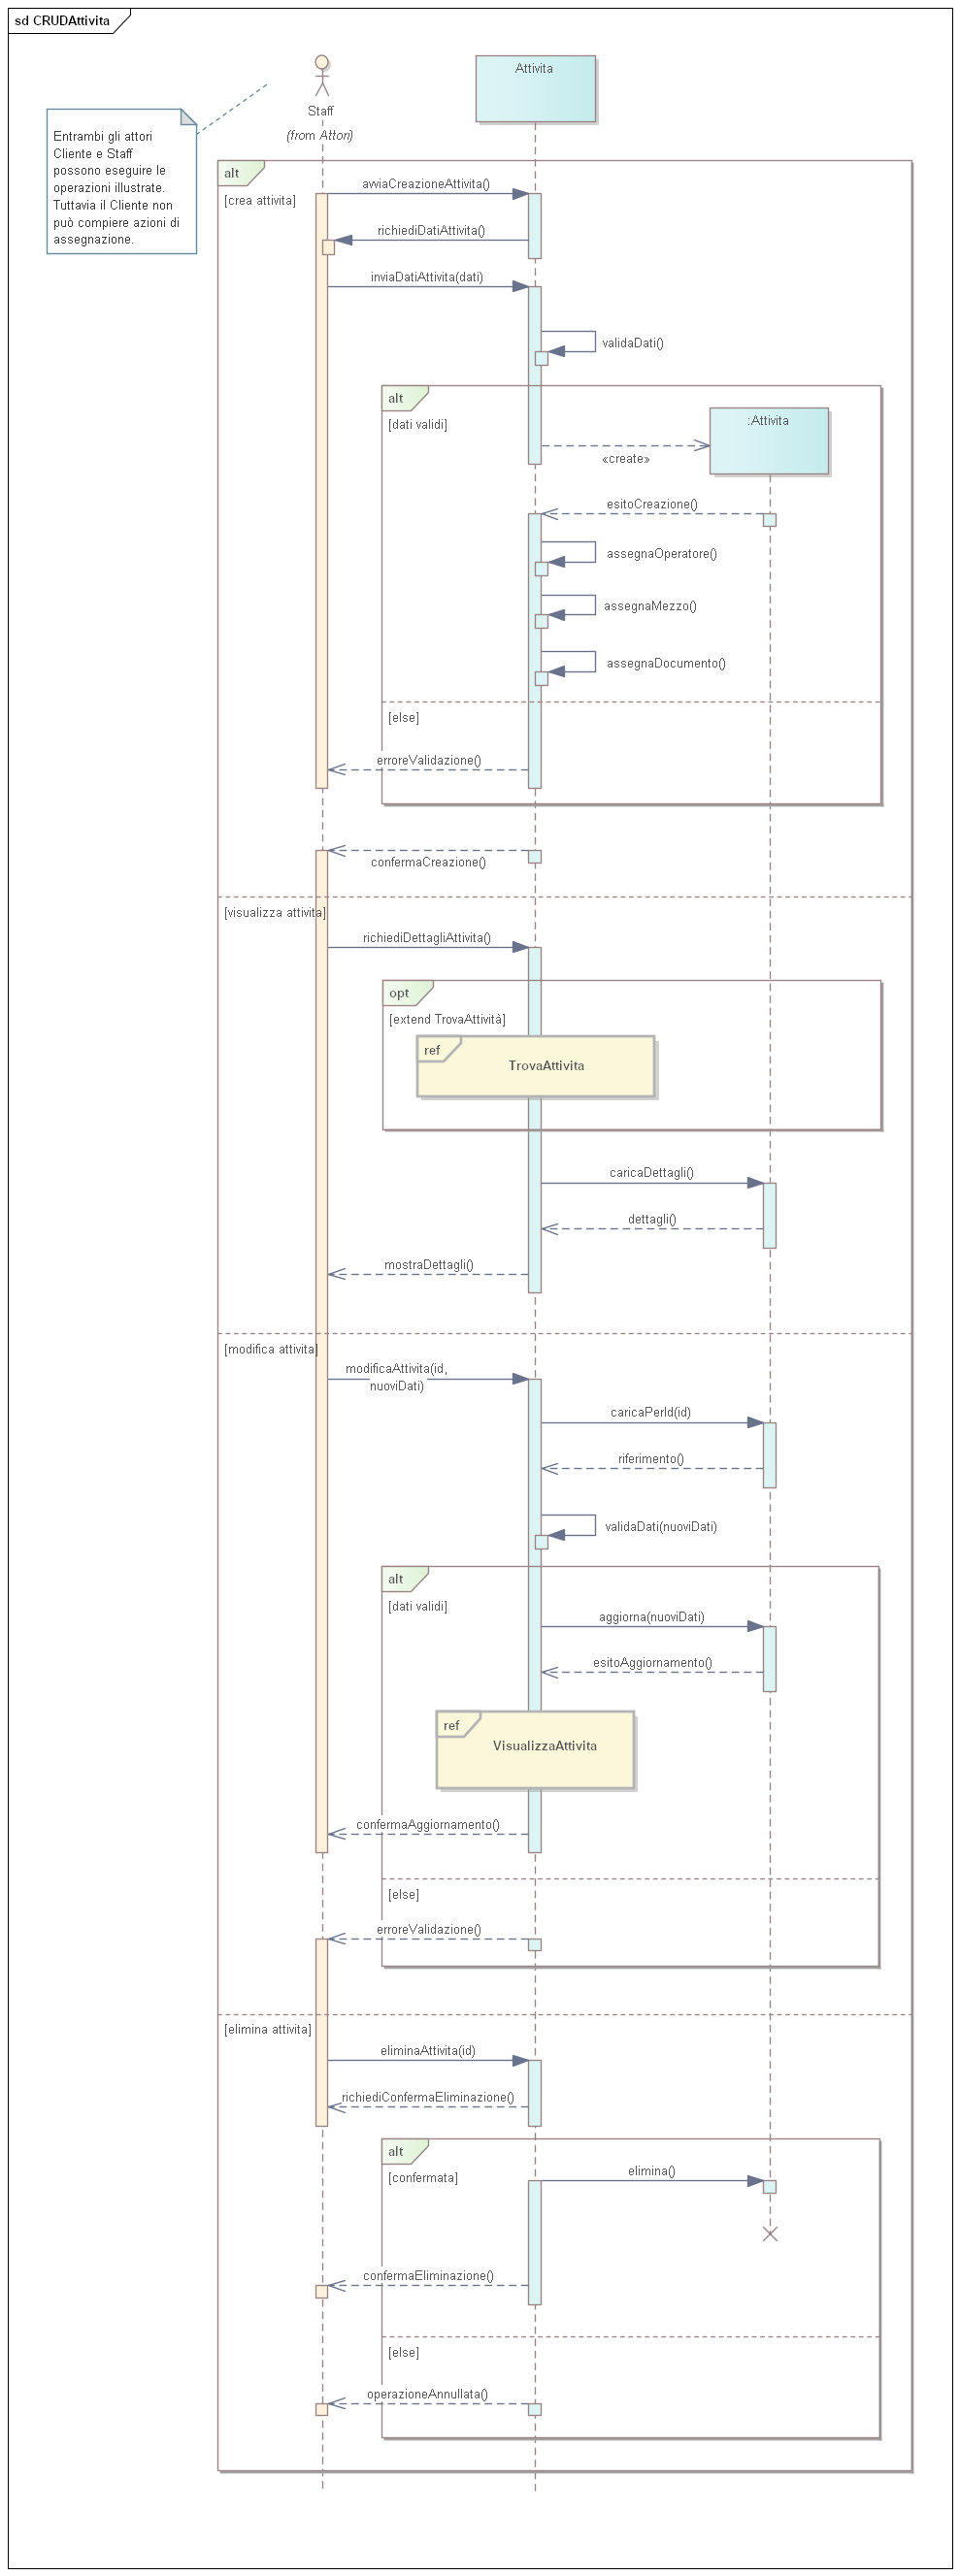 sd CRUDAttivita
Staff
(from Attori)
Attivita
Entrambi gli attori
Cliente e Staff
possono eseguire le
operazioni illustrate.
Tuttavia il Cliente non
può compiere azioni di
assegnazione.
alt
[crea attivita]
avviaCreazioneAttivita()
richiediDatiAttivita()
inviaDatiAttivita(dati)
validaDati()
alt
[dati validi]
:Attivita
«create»
esitoCreazione()
assegnaOperatore()
assegnaMezzo()
assegnaDocumento()
[else]
erroreValidazione()
confermaCreazione()
[visualizza attivita]
richiediDettagliAttivita()
opt
[extend TrovaAttività]
ref
TrovaAttivita
caricaDettagli()
dettagli()
mostraDettagli()
[modifica attivita]
modificaAttivita(id,
nuoviDati)
caricaPerId(id)
riferimento()
validaDati(nuoviDati)
alt
[dati validi]
aggiorna(nuoviDati)
esitoAggiornamento()
ref
VisualizzaAttivita
confermaAggiornamento()
[else]
erroreValidazione()
[elimina attivita]
eliminaAttivita(id)
richiediConfermaEliminazione()
alt
[confermata]
elimina()
confermaEliminazione()
[else]
operazioneAnnullata()